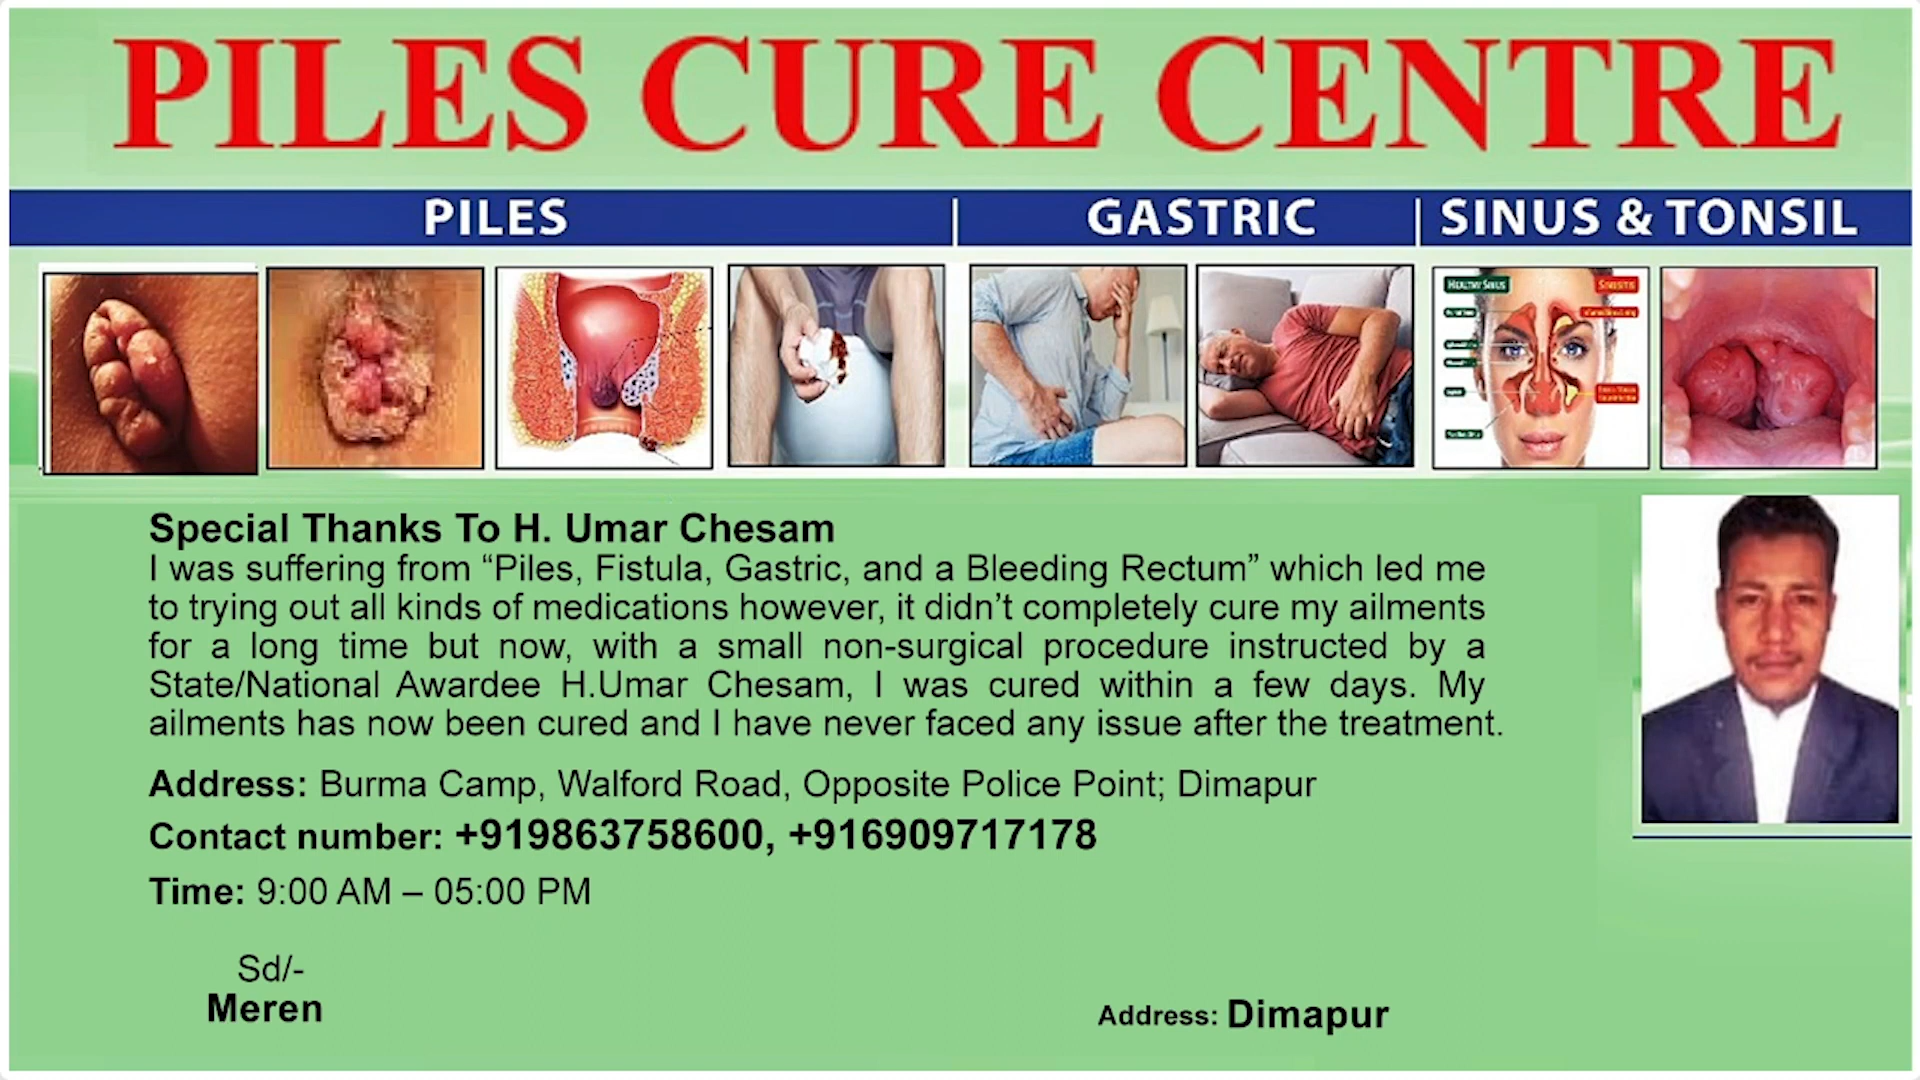 PILES CURE CENTRE
PILES | GASTRIC | SINUS & TONSIL
HEALTHY SINUS SINUSITIS
Special Thanks To H. Umar Chesam
I was suffering from “Piles, Fistula, Gastric, and a Bleeding Rectum” which led me
to trying out all kinds of medications however, it didn’t completely cure my ailments
for a long time but now, with a small non-surgical procedure instructed by a
State/National Awardee H.Umar Chesam, I was cured within a few days. My
ailments has now been cured and I have never faced any issue after the treatment.
Address: Burma Camp, Walford Road, Opposite Police Point; Dimapur
Contact number: +919863758600, +916909717178
Time: 9:00 AM – 05:00 PM
Sd/-
Meren
Address: Dimapur